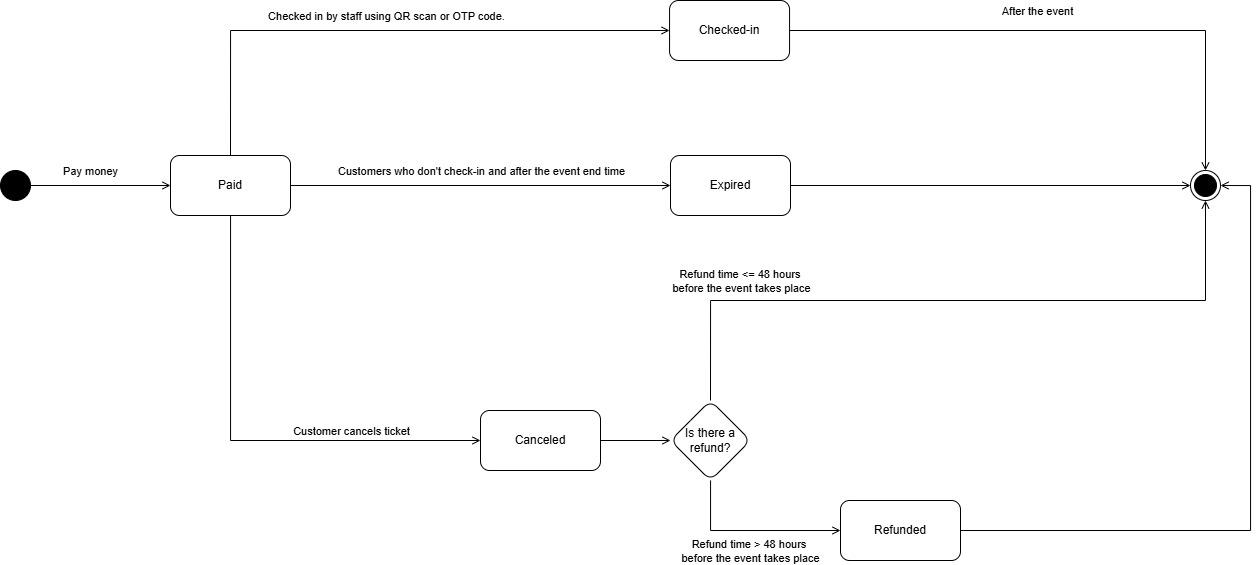 Checked in by staff using QR scan or OTP code.
Checked-in
After the event
Pay money
Paid
Customers who don't check-in and after the event end time
Expired
Refund time <= 48 hours
before the event takes place
Customer cancels ticket
Canceled
Is there a
refund?
Refunded
Refund time > 48 hours
before the event takes place